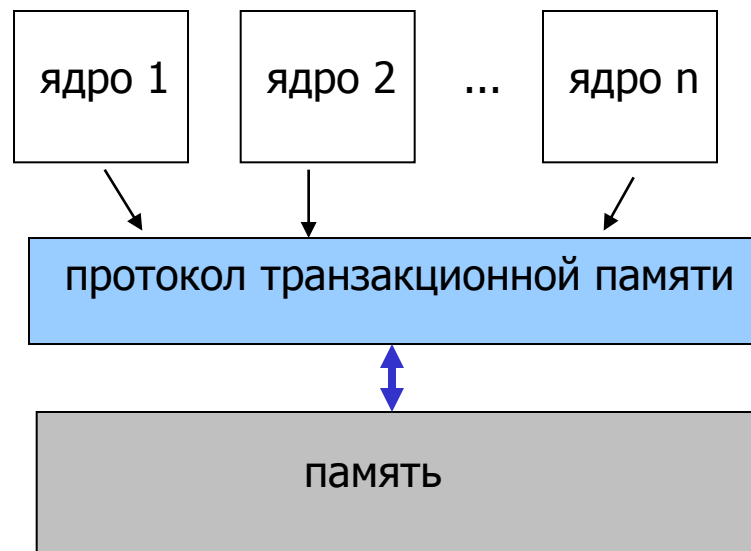 ядро 1 ядро 2 ... ядро n
протокол транзакционной памяти
память